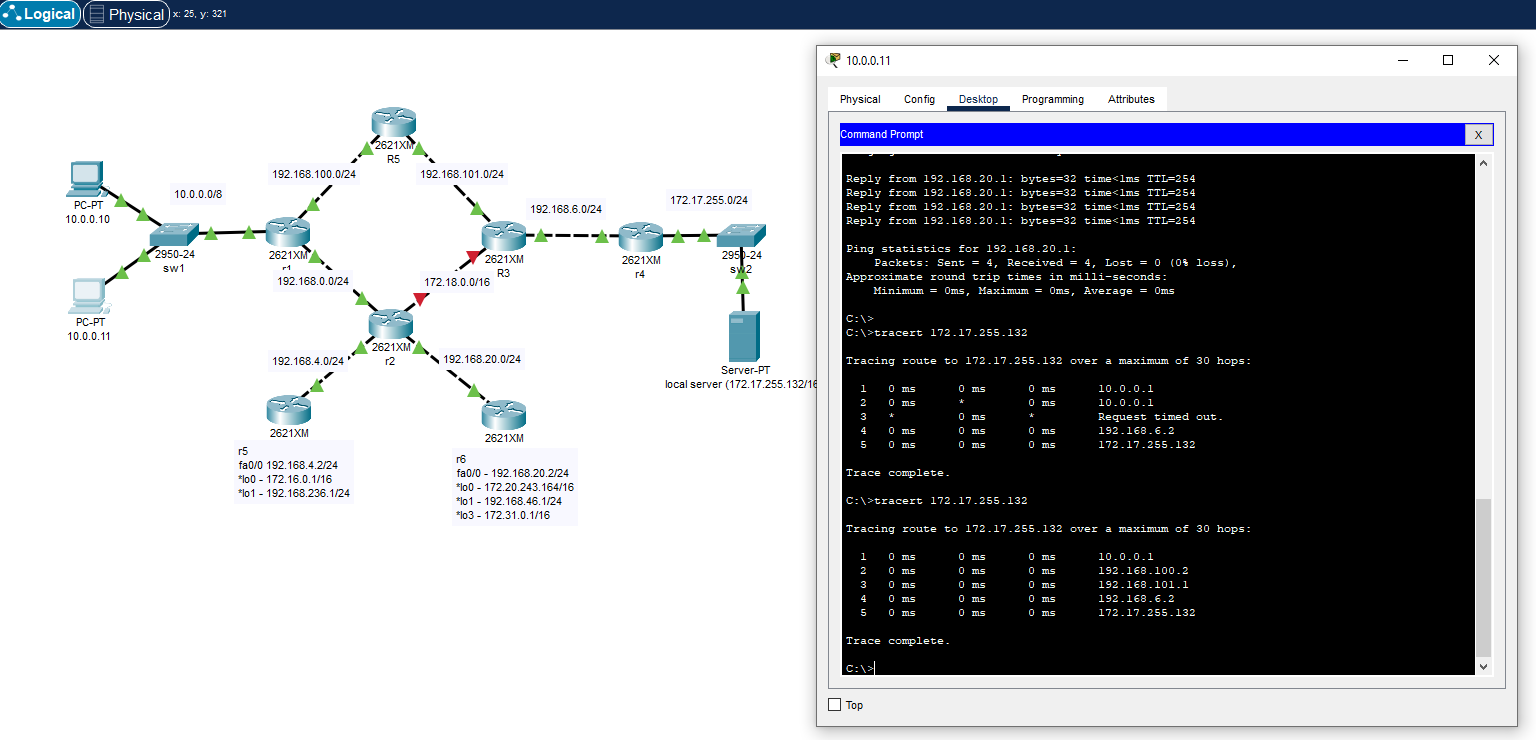 Logical
Physical
x: 25, y: 321
2621XM
R5
192.168.100.0/24
192.168.101.0/24
PC-PT
10.0.0.10
10.0.0.0/8
2950-24
sw1
2621XM
r1
PC-PT
10.0.0.11
192.168.0.0/24
172.18.0.0/16
2621XM
R3
192.168.6.0/24
2621XM
r4
172.17.255.0/24
2950-24
sw2
Server-PT
local server (172.17.255.132/16
2621XM
r2
192.168.4.0/24
192.168.20.0/24
2621XM
r5
fa0/0 192.168.4.2/24
*lo0 - 172.16.0.1/16
*lo1 - 192.168.236.1/24
2621XM
r6
fa0/0 - 192.168.20.2/24
*lo0 - 172.20.243.164/16
*lo1 - 192.168.46.1/24
*lo3 - 172.31.0.1/16
10.0.0.11
Physical Config Desktop Programming Attributes
Command Prompt
X
Reply from 192.168.20.1: bytes=32 time<1ms TTL=254
Reply from 192.168.20.1: bytes=32 time<1ms TTL=254
Reply from 192.168.20.1: bytes=32 time<1ms TTL=254
Reply from 192.168.20.1: bytes=32 time<1ms TTL=254
Ping statistics for 192.168.20.1:
Packets: Sent = 4, Received = 4, Lost = 0 (0% loss),
Approximate round trip times in milli-seconds:
Minimum = 0ms, Maximum = 0ms, Average = 0ms
C:\>
C:\>tracert 172.17.255.132
Tracing route to 172.17.255.132 over a maximum of 30 hops:
1 0 ms 0 ms 0 ms 10.0.0.1
2 0 ms * 0 ms 10.0.0.1
3 * 0 ms * Request timed out.
4 0 ms 0 ms 0 ms 192.168.6.2
5 0 ms 0 ms 0 ms 172.17.255.132
Trace complete.
C:\>tracert 172.17.255.132
Tracing route to 172.17.255.132 over a maximum of 30 hops:
1 0 ms 0 ms 0 ms 10.0.0.1
2 0 ms 0 ms 0 ms 192.168.100.2
3 0 ms 0 ms 0 ms 192.168.101.1
4 0 ms 0 ms 0 ms 192.168.6.2
5 0 ms 0 ms 0 ms 172.17.255.132
Trace complete.
C:\>
Top